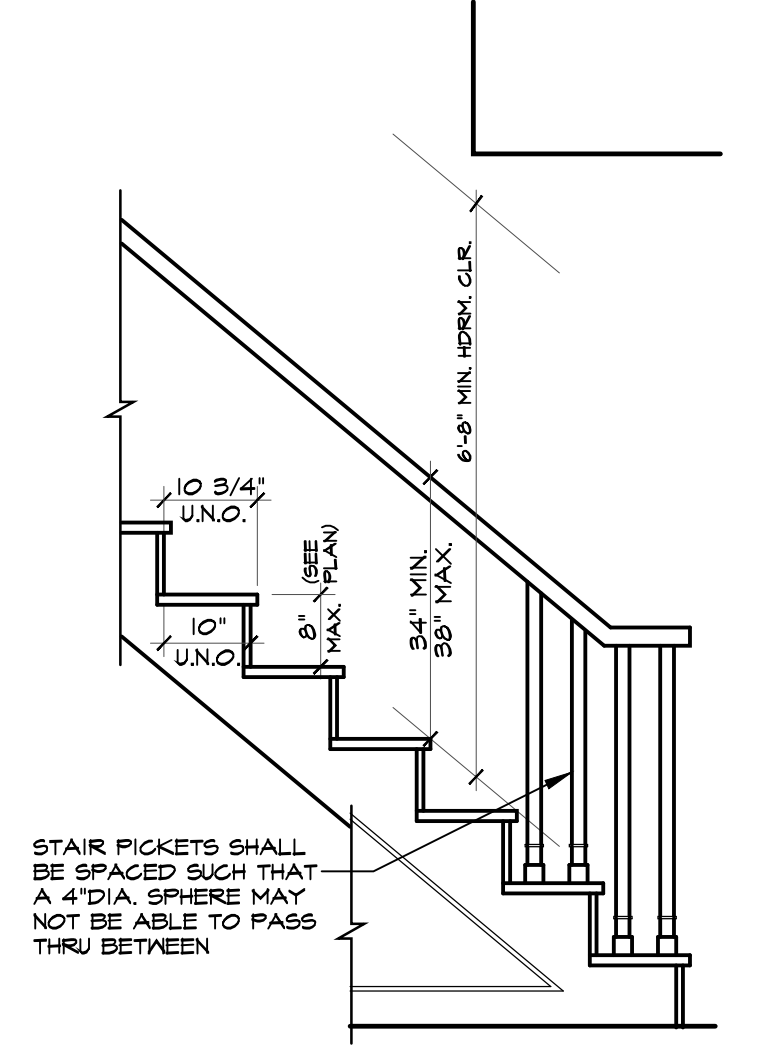 6'-8" MIN. HDRM. CLR.
10 3/4"
U.N.O.
(SEE
PLAN)
8"
MAX.
34" MIN.
38" MAX.
10"
U.N.O.
STAIR PICKETS SHALL
BE SPACED SUCH THAT
A 4"DIA. SPHERE MAY
NOT BE ABLE TO PASS
THRU BETWEEN